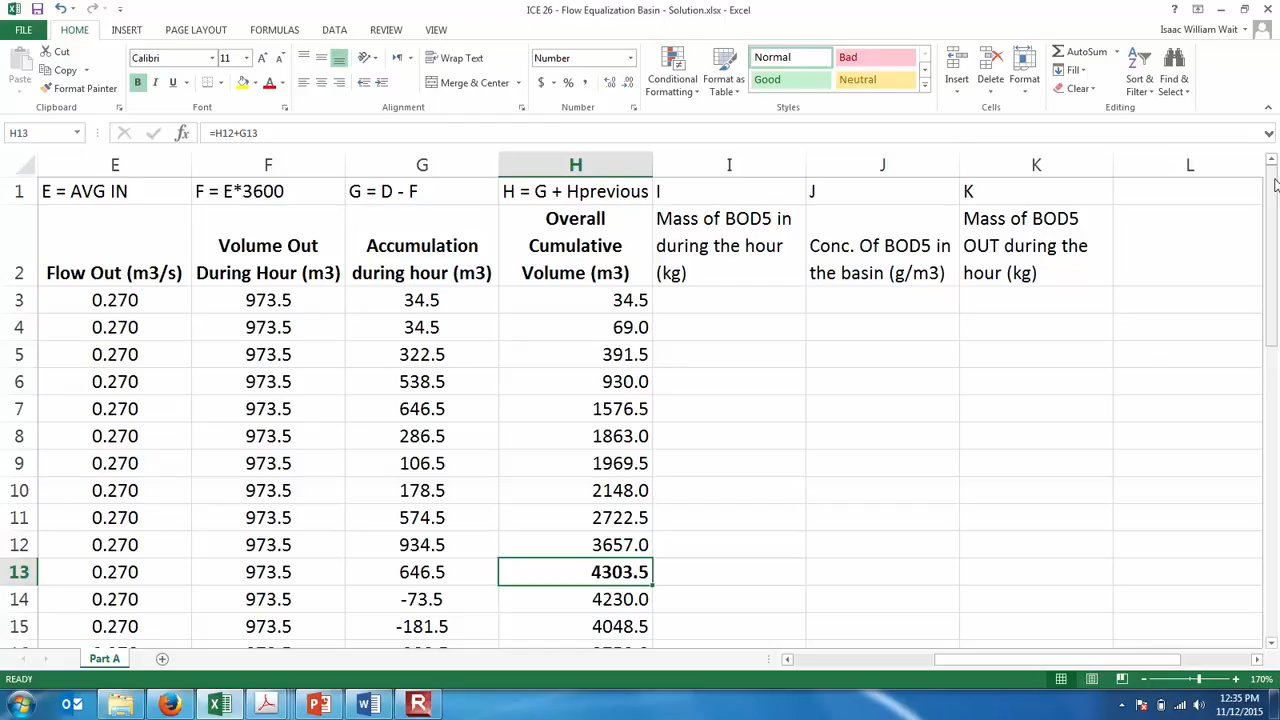 ICE 26 - Flow Equalization Basin - Solution.xlsx - Excel
FILE HOME INSERT PAGE LAYOUT FORMULAS DATA REVIEW VIEW Isaac William Wait
Paste
Cut
Copy
Format Painter
Calibri 11
B I U A
Wrap Text
Merge & Center
Number
$ % ,
Conditional Formatting
Format as Table
Normal Bad
Good Neutral
Insert Delete Format
AutoSum
Fill
Clear
Sort & Filter
Find & Select
Clipboard Font Alignment Number Styles Cells Editing
H13 fx =H12+G13
E F G H I J K L
1 E = AVG IN F = E*3600 G = D - F H = G + Hprevious I J K
2 Flow Out (m3/s) Volume Out During Hour (m3) Accumulation during hour (m3) Overall Cumulative Volume (m3) Mass of BOD5 in during the hour (kg) Conc. Of BOD5 in the basin (g/m3) Mass of BOD5 OUT during the hour (kg)
3 0.270 973.5 34.5 34.5
4 0.270 973.5 34.5 69.0
5 0.270 973.5 322.5 391.5
6 0.270 973.5 538.5 930.0
7 0.270 973.5 646.5 1576.5
8 0.270 973.5 286.5 1863.0
9 0.270 973.5 106.5 1969.5
10 0.270 973.5 178.5 2148.0
11 0.270 973.5 574.5 2722.5
12 0.270 973.5 934.5 3657.0
13 0.270 973.5 646.5 4303.5
14 0.270 973.5 -73.5 4230.0
15 0.270 973.5 -181.5 4048.5
Part A
READY 170%
12:35 PM
11/12/2015